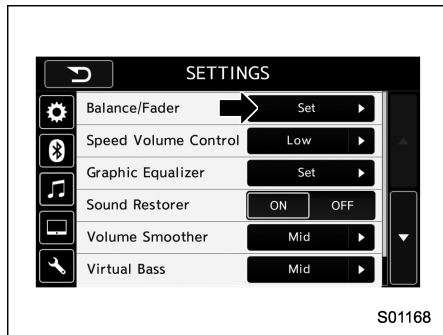 SETTINGS
Balance/Fader Set
Speed Volume Control Low
Graphic Equalizer Set
Sound Restorer ON OFF
Volume Smoother Mid
Virtual Bass Mid
S01168